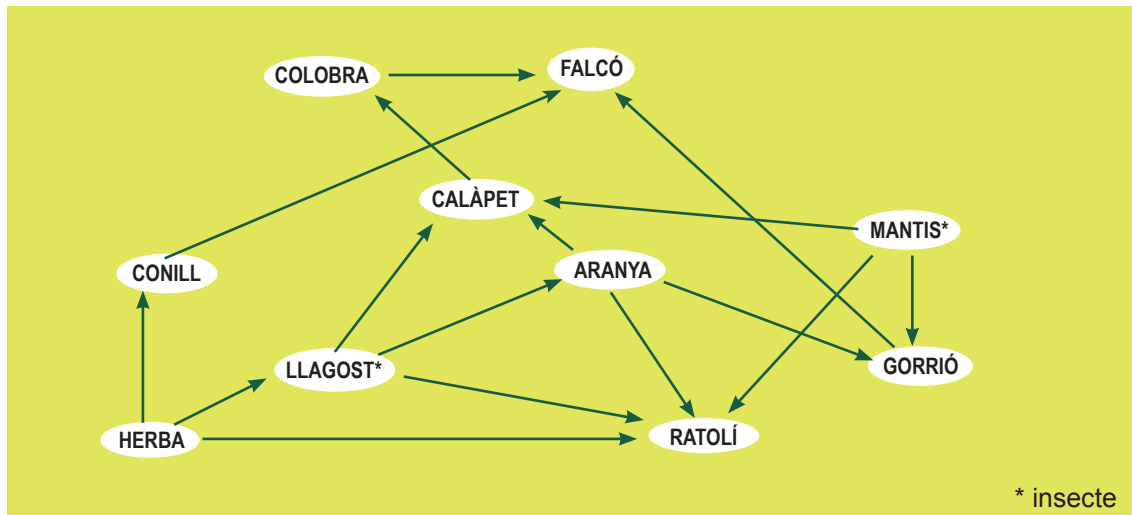 COLOBRA
FALCÓ
CALÀPET
MANTIS*
CONILL
ARANYA
LLAGOST*
GORRIÓ
HERBA
RATOLÍ
* insecte